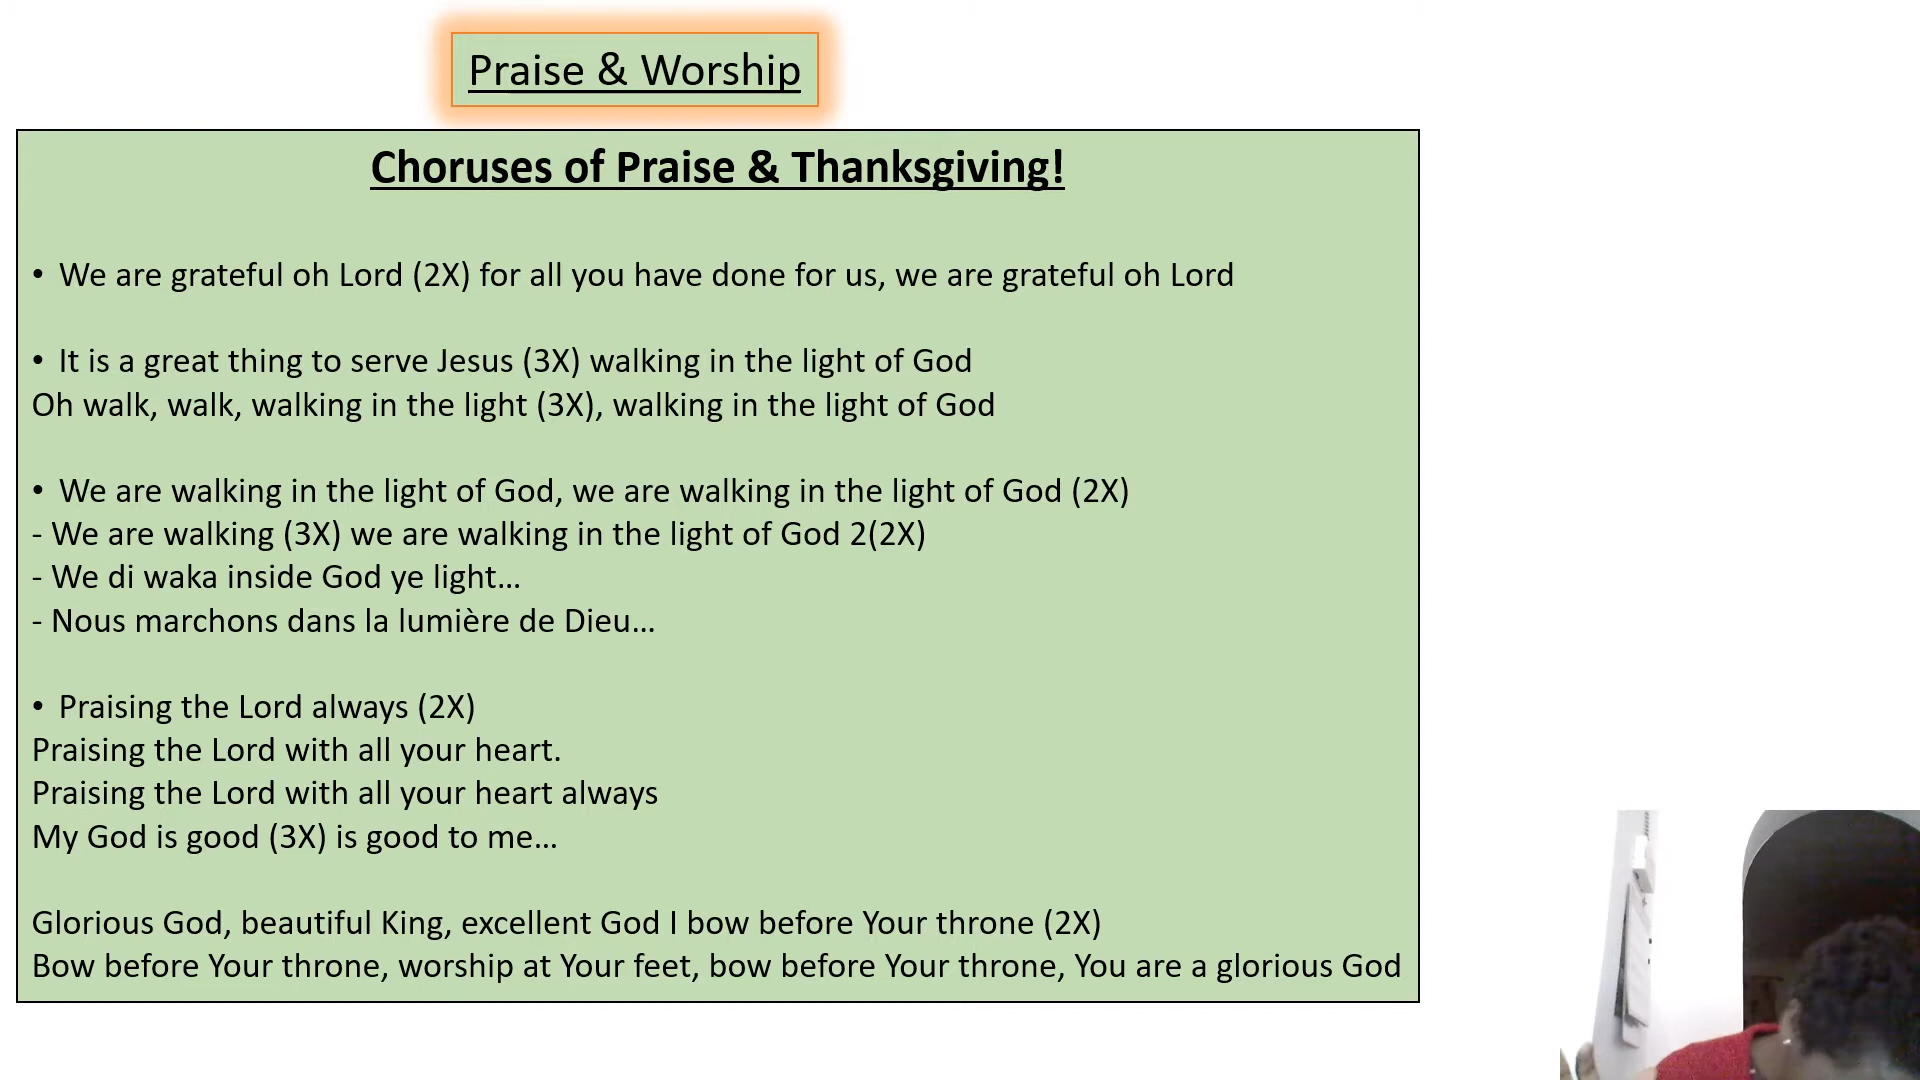 Praise & Worship
Choruses of Praise & Thanksgiving!
• We are grateful oh Lord (2X) for all you have done for us, we are grateful oh Lord
• It is a great thing to serve Jesus (3X) walking in the light of God
Oh walk, walk, walking in the light (3X), walking in the light of God
• We are walking in the light of God, we are walking in the light of God (2X)
- We are walking (3X) we are walking in the light of God 2(2X)
- We di waka inside God ye light…
- Nous marchons dans la lumière de Dieu…
• Praising the Lord always (2X)
Praising the Lord with all your heart.
Praising the Lord with all your heart always
My God is good (3X) is good to me…
Glorious God, beautiful King, excellent God I bow before Your throne (2X)
Bow before Your throne, worship at Your feet, bow before Your throne, You are a glorious God